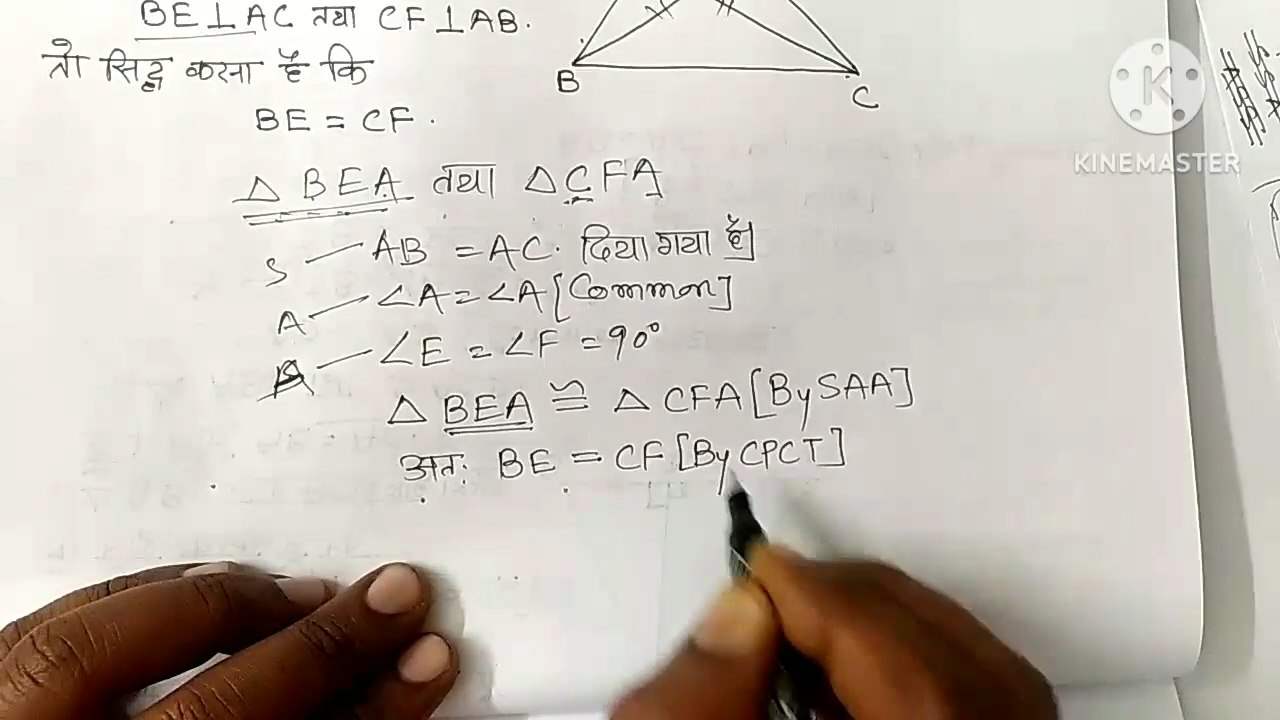 BE⊥AC तथा CF⊥AB.
तो सिद्ध करना है कि
BE = CF.
B
C
△ BEA तथा △ CFA
S — AB = AC. दिया गया है|
A — ∠A = ∠A [Common]
A — ∠E = ∠F = 90°
△ BEA ≅ △ CFA [By SAA]
अतः BE = CF [By CPCT]
K
KINEMASTER